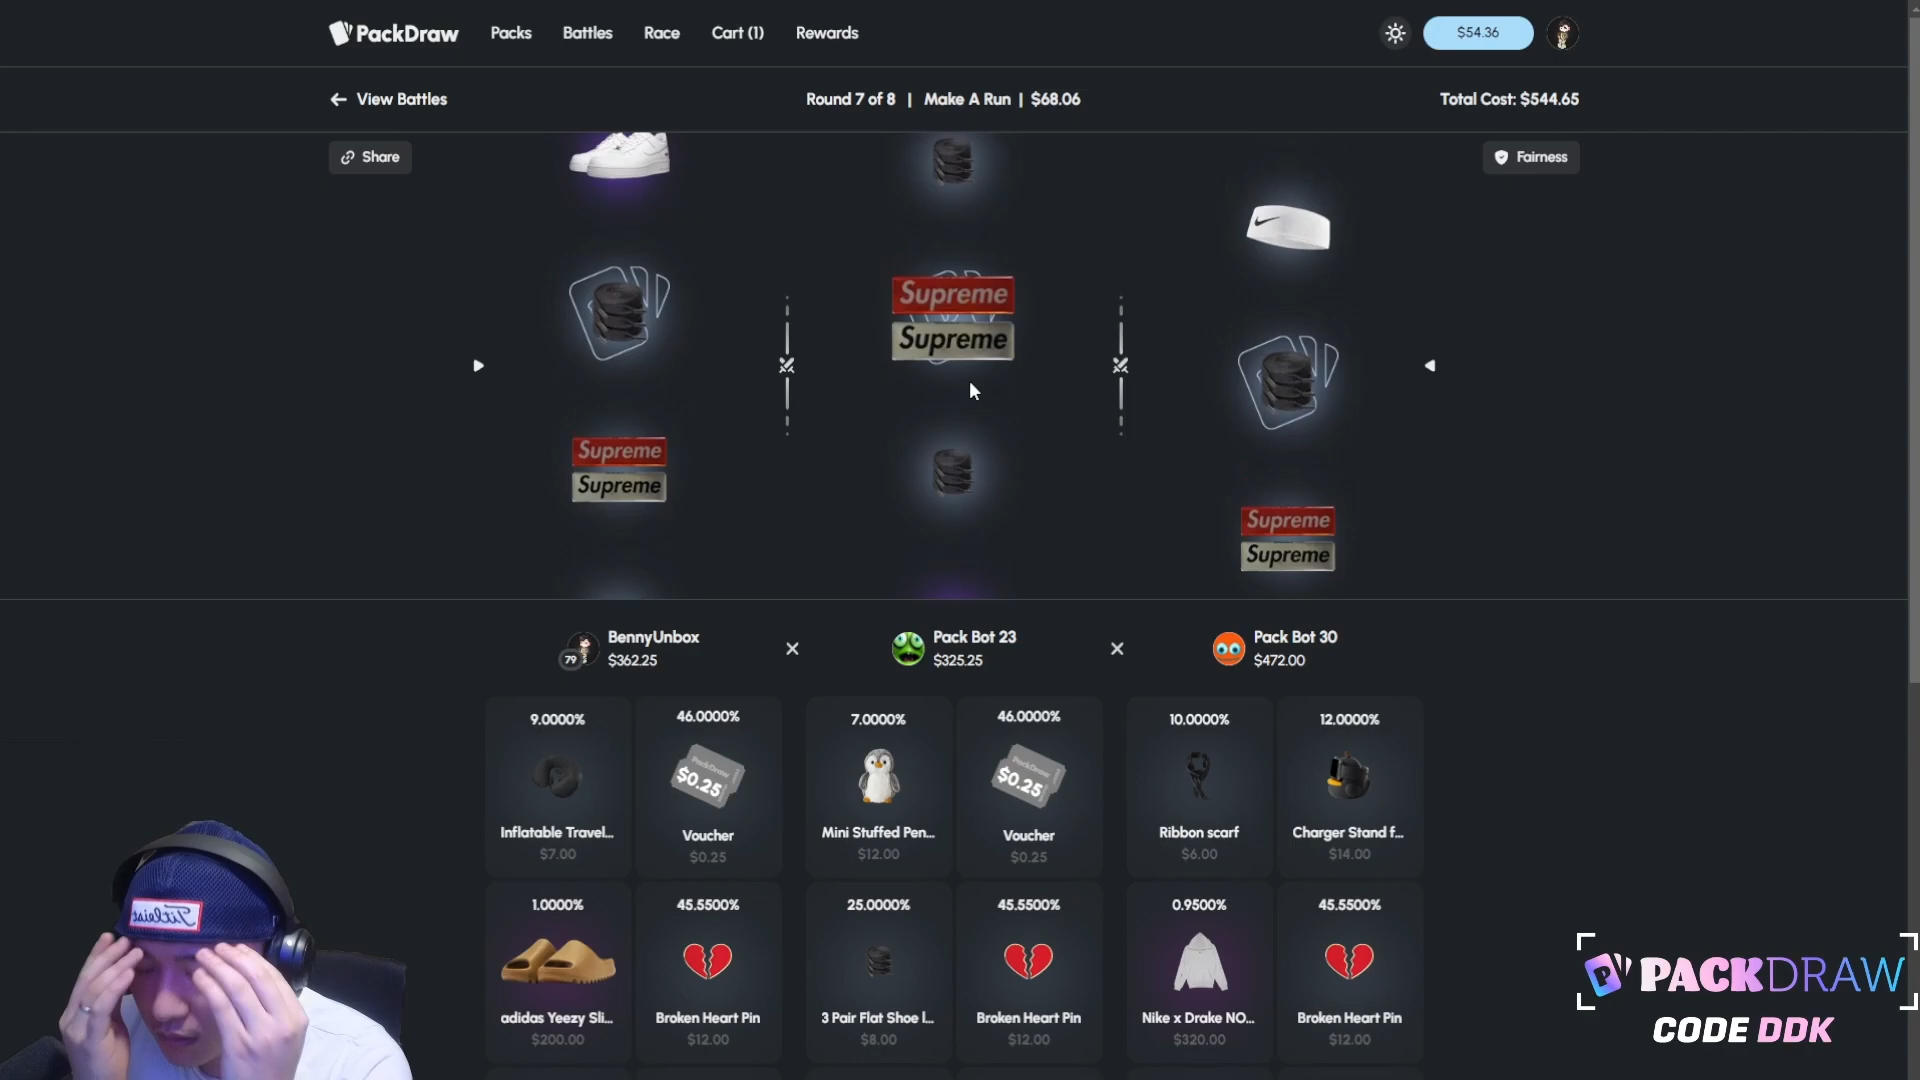 PackDraw
Packs
Battles
Race
Cart (1)
Rewards
$54.36
View Battles
Round 7 of 8 | Make A Run | $68.06
Total Cost: $544.65
Share
Fairness
Supreme
Supreme
Supreme
Supreme
Supreme
Supreme
79
BennyUnbox
$362.25
Pack Bot 23
$325.25
Pack Bot 30
$472.00
9.0000%
Inflatable Travel...
$7.00
46.0000%
PackDraw
$0.25
Voucher
$0.25
7.0000%
Mini Stuffed Pen...
$12.00
46.0000%
PackDraw
$0.25
Voucher
$0.25
10.0000%
Ribbon scarf
$6.00
12.0000%
Charger Stand f...
$14.00
1.0000%
adidas Yeezy Sli...
$200.00
45.5500%
Broken Heart Pin
$12.00
25.0000%
3 Pair Flat Shoe l...
$8.00
45.5500%
Broken Heart Pin
$12.00
0.9500%
Nike x Drake NO...
$320.00
45.5500%
Broken Heart Pin
$12.00
Titleist
P PACKDRAW
CODE DDK